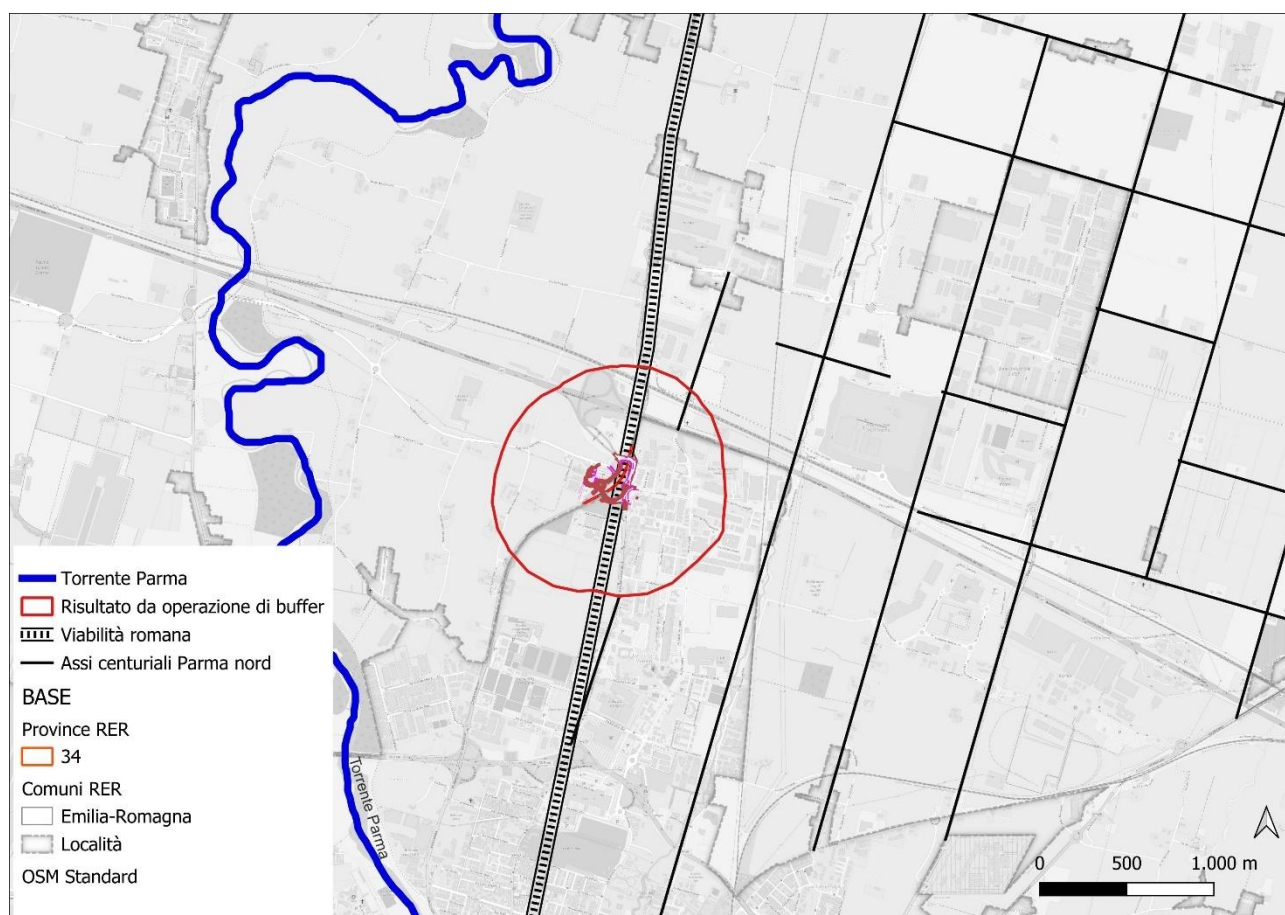 Torrente Parma
Risultato da operazione di buffer
Viabilità romana
Assi centuriali Parma nord
BASE
Province RER
34
Comuni RER
Emilia-Romagna
Località
OSM Standard
Torrente Parma
0 500 1.000 m